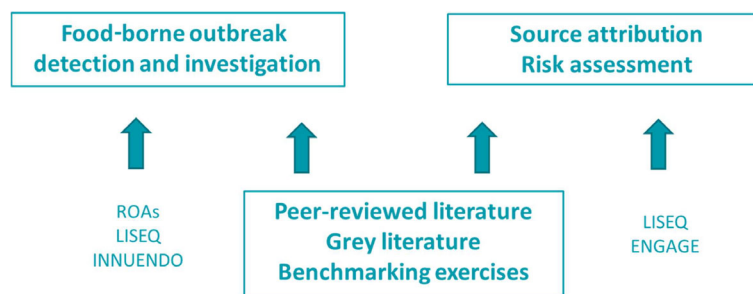 Food-borne outbreak
detection and investigation
Source attribution
Risk assessment
ROAs
LISEQ
INNUENDO
Peer-reviewed literature
Grey literature
Benchmarking exercises
LISEQ
ENGAGE